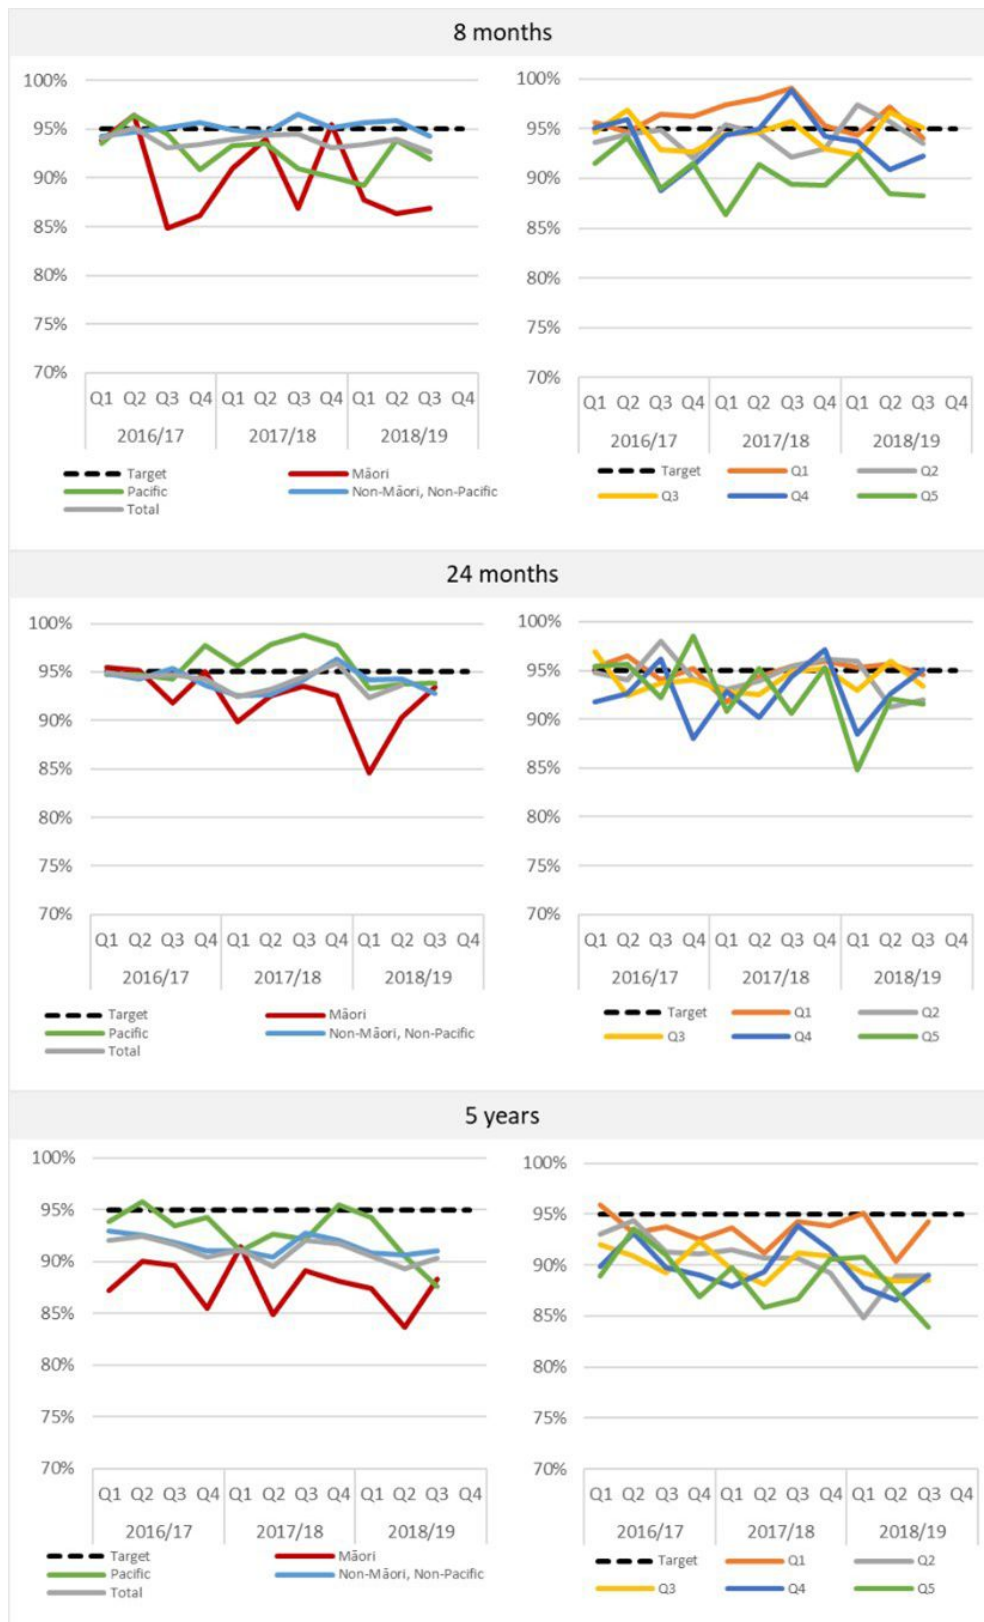 8 months
100%
95%
90%
85%
80%
75%
70%
Q1 Q2 Q3 Q4 Q1 Q2 Q3 Q4 Q1 Q2 Q3 Q4
2016/17 2017/18 2018/19
Target Māori
Pacific Non-Māori, Non-Pacific
Total
100%
95%
90%
85%
80%
75%
70%
Q1 Q2 Q3 Q4 Q1 Q2 Q3 Q4 Q1 Q2 Q3 Q4
2016/17 2017/18 2018/19
Target Q1 Q2
Q3 Q4 Q5
24 months
100%
95%
90%
85%
80%
75%
70%
Q1 Q2 Q3 Q4 Q1 Q2 Q3 Q4 Q1 Q2 Q3 Q4
2016/17 2017/18 2018/19
Target Māori
Pacific Non-Māori, Non-Pacific
Total
100%
95%
90%
85%
80%
75%
70%
Q1 Q2 Q3 Q4 Q1 Q2 Q3 Q4 Q1 Q2 Q3 Q4
2016/17 2017/18 2018/19
Target Q1 Q2
Q3 Q4 Q5
5 years
100%
95%
90%
85%
80%
75%
70%
Q1 Q2 Q3 Q4 Q1 Q2 Q3 Q4 Q1 Q2 Q3 Q4
2016/17 2017/18 2018/19
Target Māori
Pacific Non-Māori, Non-Pacific
Total
100%
95%
90%
85%
80%
75%
70%
Q1 Q2 Q3 Q4 Q1 Q2 Q3 Q4 Q1 Q2 Q3 Q4
2016/17 2017/18 2018/19
Target Q1 Q2
Q3 Q4 Q5